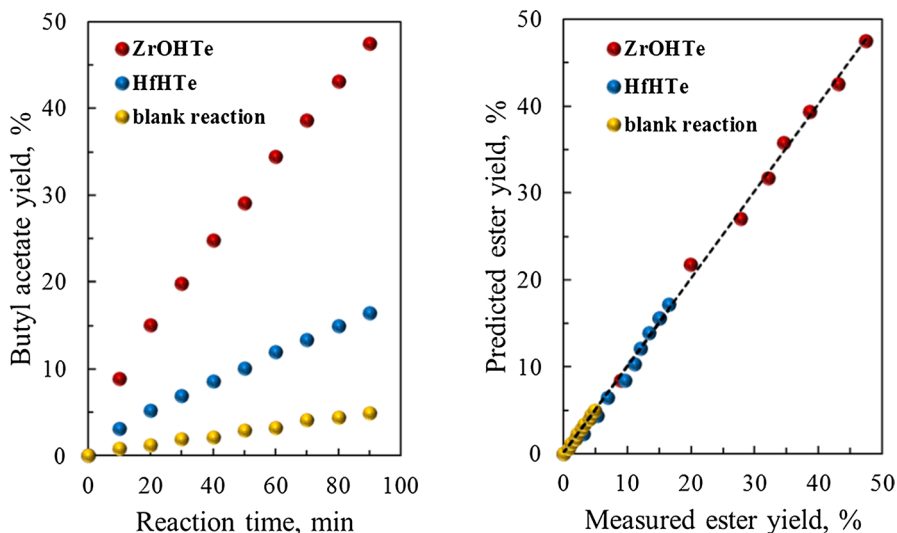 50
40
30
20
10
0
0
20
40
60
80
100
Butyl acetate yield, %
Reaction time, min
ZrOHTe
HfHTe
blank reaction
50
40
30
20
10
0
0
10
20
30
40
50
Predicted ester yield, %
Measured ester yield, %
ZrOHTe
HfHTe
blank reaction